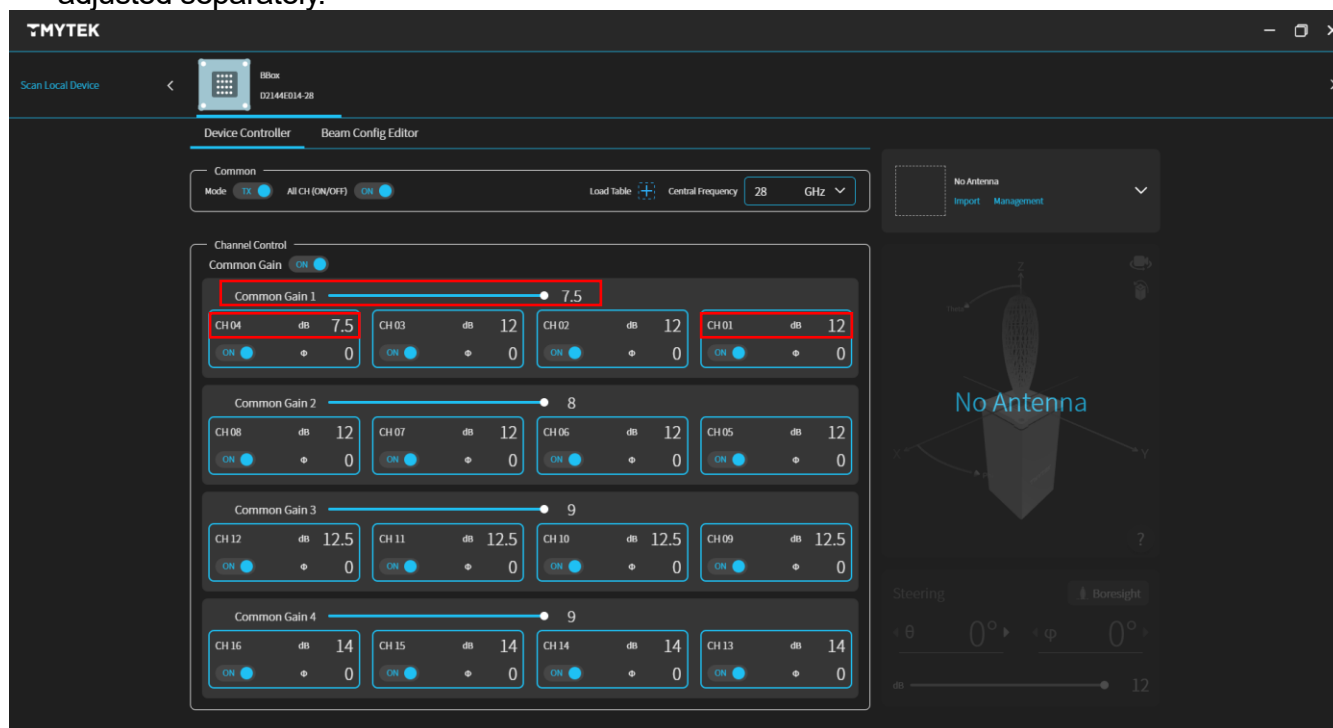 adjusted separately.
TMYTEK
Scan Local Device
BBox
D2144E014-28
Device Controller Beam Config Editor
Common
Mode TX All CH (ON/OFF) ON Load Table Central Frequency 28 GHz
No Antenna
Import Management
Channel Control
Common Gain ON
Common Gain 1 7.5
CH 04 dB 7.5 CH 03 dB 12 CH 02 dB 12 CH 01 dB 12
ON Φ 0 ON Φ 0 ON Φ 0 ON Φ 0
Common Gain 2 8
CH 08 dB 12 CH 07 dB 12 CH 06 dB 12 CH 05 dB 12
ON Φ 0 ON Φ 0 ON Φ 0 ON Φ 0
Common Gain 3 9
CH 12 dB 12.5 CH 11 dB 12.5 CH 10 dB 12.5 CH 09 dB 12.5
ON Φ 0 ON Φ 0 ON Φ 0 ON Φ 0
Common Gain 4 9
CH 16 dB 14 CH 15 dB 14 CH 14 dB 14 CH 13 dB 14
ON Φ 0 ON Φ 0 ON Φ 0 ON Φ 0
Z
Theta
No Antenna
X Y
?
Steering Boresight
θ 0° φ 0°
dB 12